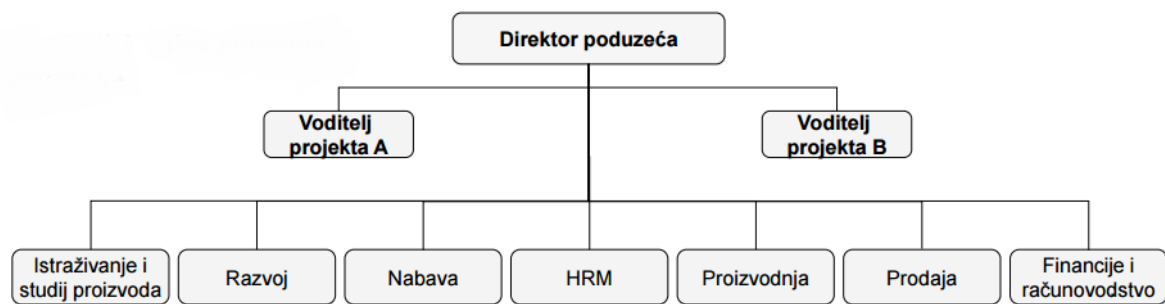 Direktor poduzeća
Voditelj
projekta A
Voditelj
projekta B
Istraživanje i
studij proizvoda
Razvoj
Nabava
HRM
Proizvodnja
Prodaja
Financije i
računovodstvo